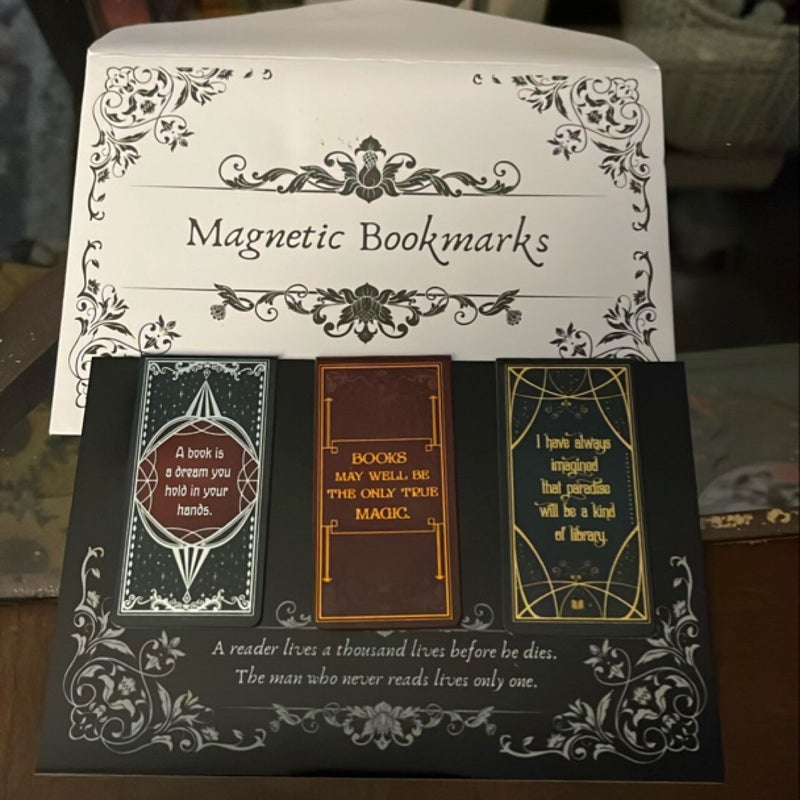 Magnetic Bookmarks
A book is
a dream you
hold in your
hands.
BOOKS
MAY WELL BE
THE ONLY TRUE
MAGIC.
I have always
imagined
that paradise
will be a kind
of library.
A reader lives a thousand lives before he dies.
The man who never reads lives only one.